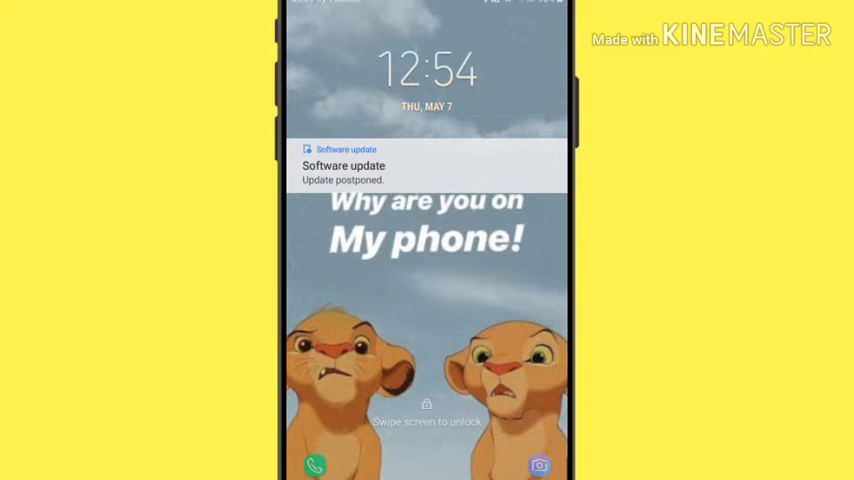 Made with KINEMASTER
12:54
THU, MAY 7
Software update
Software update
Update postponed.
Why are you on
My phone!
Swipe screen to unlock